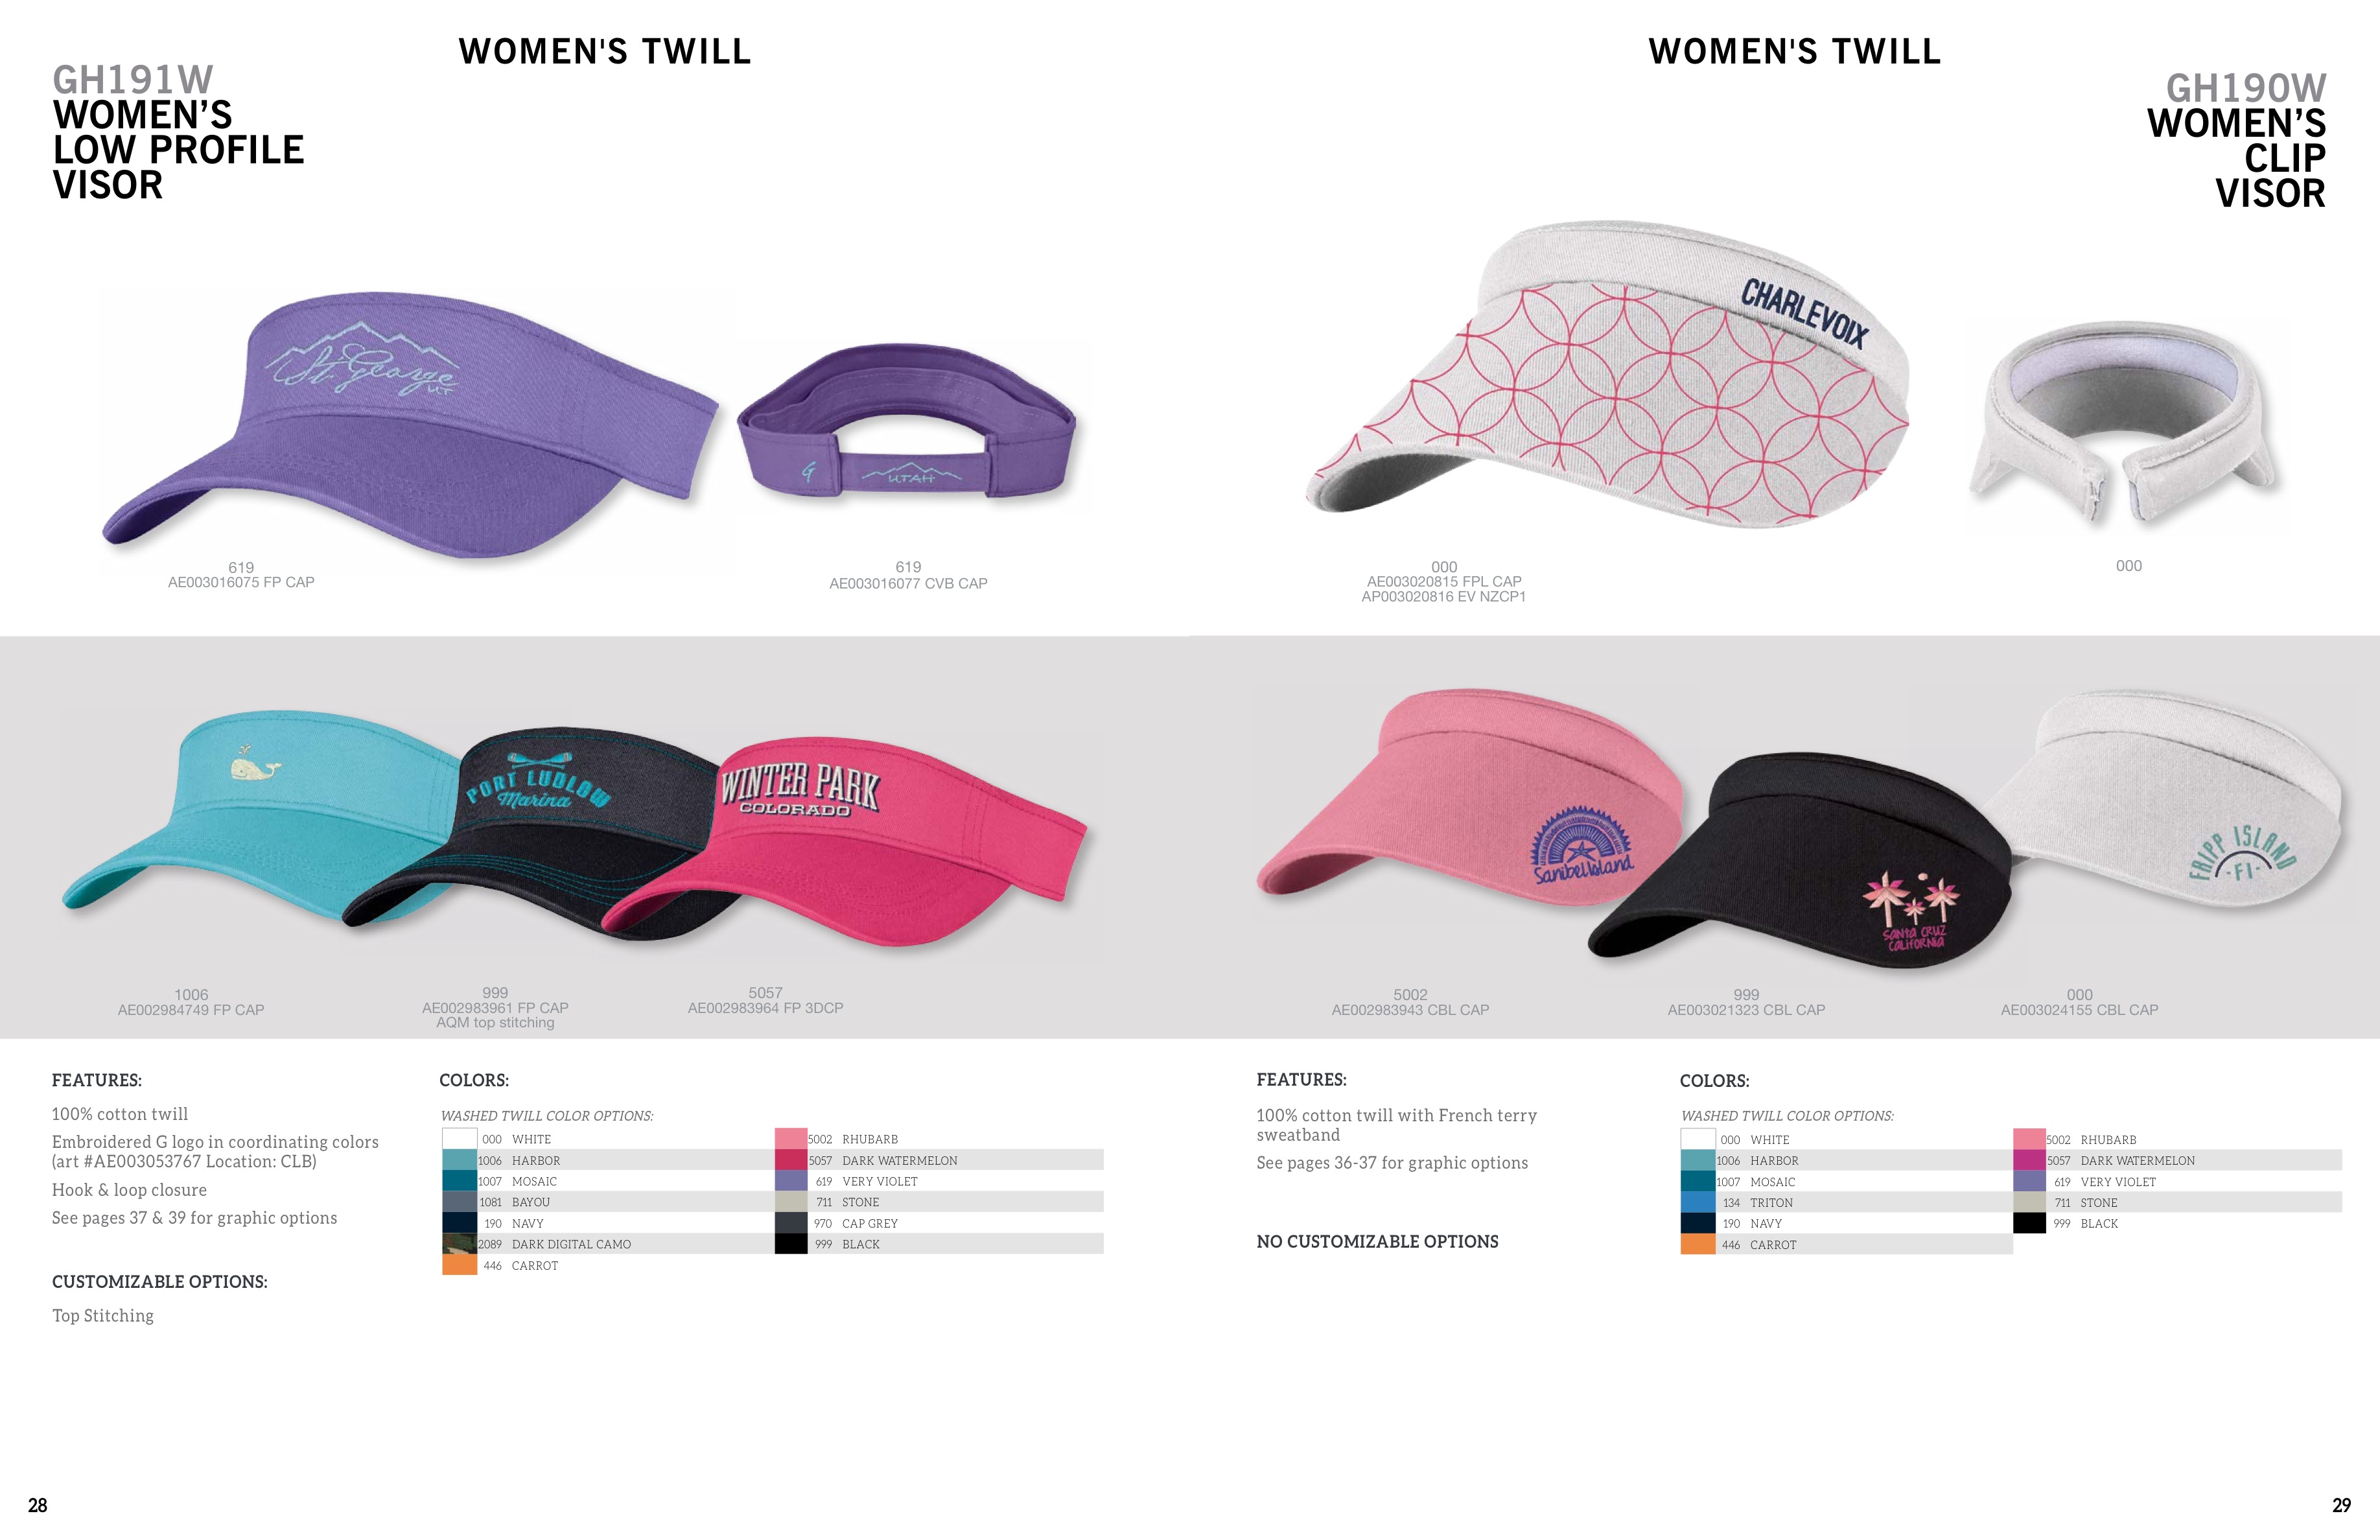 WOMEN'S TWILL
GH191W
WOMEN’S
LOW PROFILE
VISOR
St. George
UT
G
UTAH
619
AE003016075 FP CAP
619
AE003016077 CVB CAP
PORT LUDLOW
Marina
WINTER PARK
COLORADO
1006
AE002984749 FP CAP
999
AE002983961 FP CAP
AQM top stitching
5057
AE002983964 FP 3DCP
FEATURES:
100% cotton twill
Embroidered G logo in coordinating colors
(art #AE003053767 Location: CLB)
Hook & loop closure
See pages 37 & 39 for graphic options
CUSTOMIZABLE OPTIONS:
Top Stitching
COLORS:
WASHED TWILL COLOR OPTIONS:
000 WHITE
1006 HARBOR
1007 MOSAIC
1081 BAYOU
190 NAVY
2089 DARK DIGITAL CAMO
446 CARROT
5002 RHUBARB
5057 DARK WATERMELON
619 VERY VIOLET
711 STONE
970 CAP GREY
999 BLACK
28
WOMEN'S TWILL
GH190W
WOMEN’S
CLIP
VISOR
CHARLEVOIX
000
AE003020815 FPL CAP
AP003020816 EV NZCP1
000
Sanibel Island
SANTA CRUZ
CALIFORNIA
FRIPP ISLAND
-FI-
5002
AE002983943 CBL CAP
999
AE003021323 CBL CAP
000
AE003024155 CBL CAP
FEATURES:
100% cotton twill with French terry
sweatband
See pages 36-37 for graphic options
NO CUSTOMIZABLE OPTIONS
COLORS:
WASHED TWILL COLOR OPTIONS:
000 WHITE
1006 HARBOR
1007 MOSAIC
134 TRITON
190 NAVY
446 CARROT
5002 RHUBARB
5057 DARK WATERMELON
619 VERY VIOLET
711 STONE
999 BLACK
29